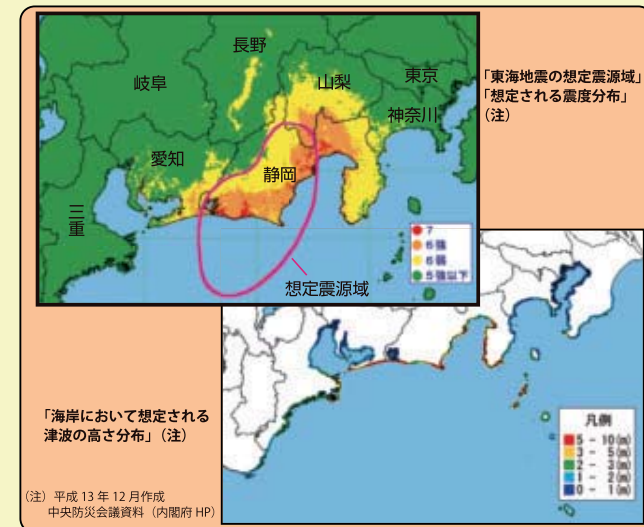 長野
岐阜
山梨
東京
神奈川
愛知
静岡
三重
7
6強
6弱
5強以下
想定震源域
「東海地震の想定震源域」
「想定される震度分布」
（注）
「海岸において想定される
津波の高さ分布」（注）
凡例
5 - 10(m)
3 - 5(m)
2 - 3(m)
1 - 2(m)
0 - 1(m)
（注）平成 13 年 12 月作成
中央防災会議資料（内閣府 HP）